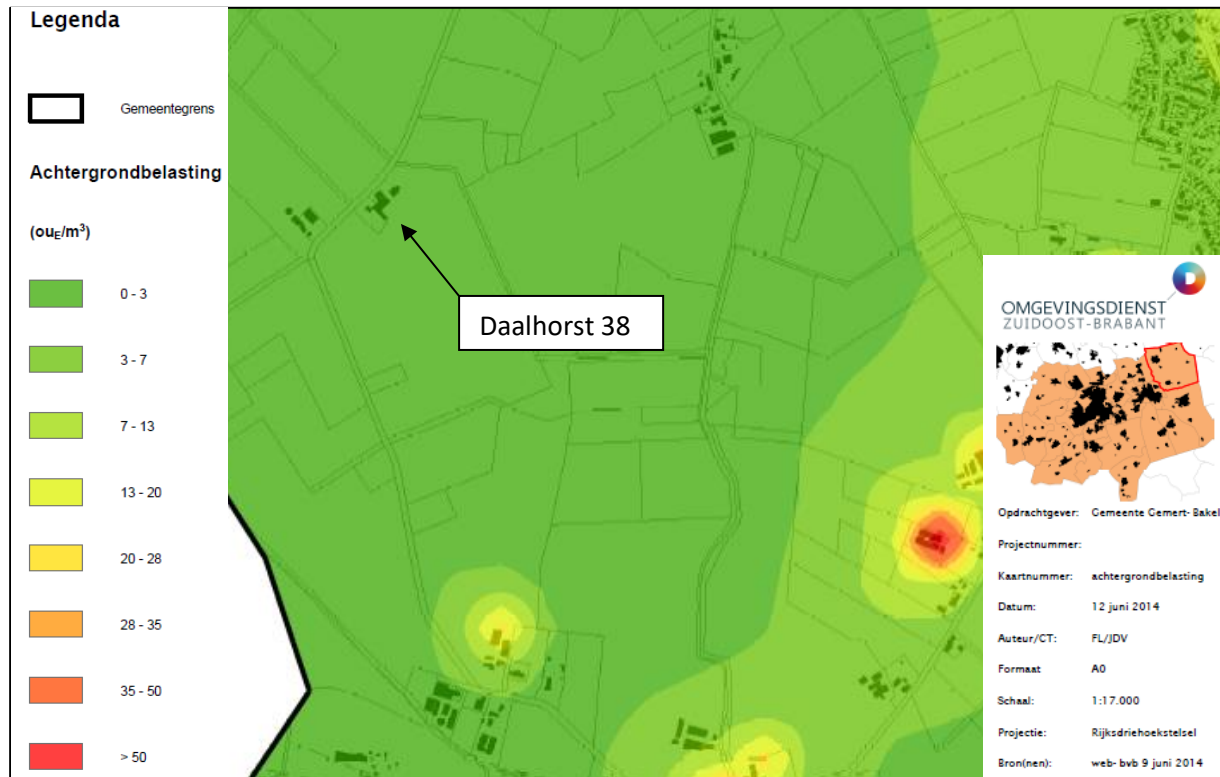 Legenda
Gemeentegrens
Achtergrondbelasting
(ouE/m³)
0 - 3
3 - 7
7 - 13
13 - 20
20 - 28
28 - 35
35 - 50
> 50
Daalhorst 38
D
OMGEVINGSDIENST
ZUIDOOST-BRABANT
Opdrachtgever: Gemeente Gemert-Bakel
Projectnummer:
Kaartnummer: achtergrondbelasting
Datum: 12 juni 2014
Auteur/CT: FL/JDV
Formaat A0
Schaal: 1:17.000
Projectie: Rijksdriehoekstelsel
Bron(nen): web-bvb 9 juni 2014